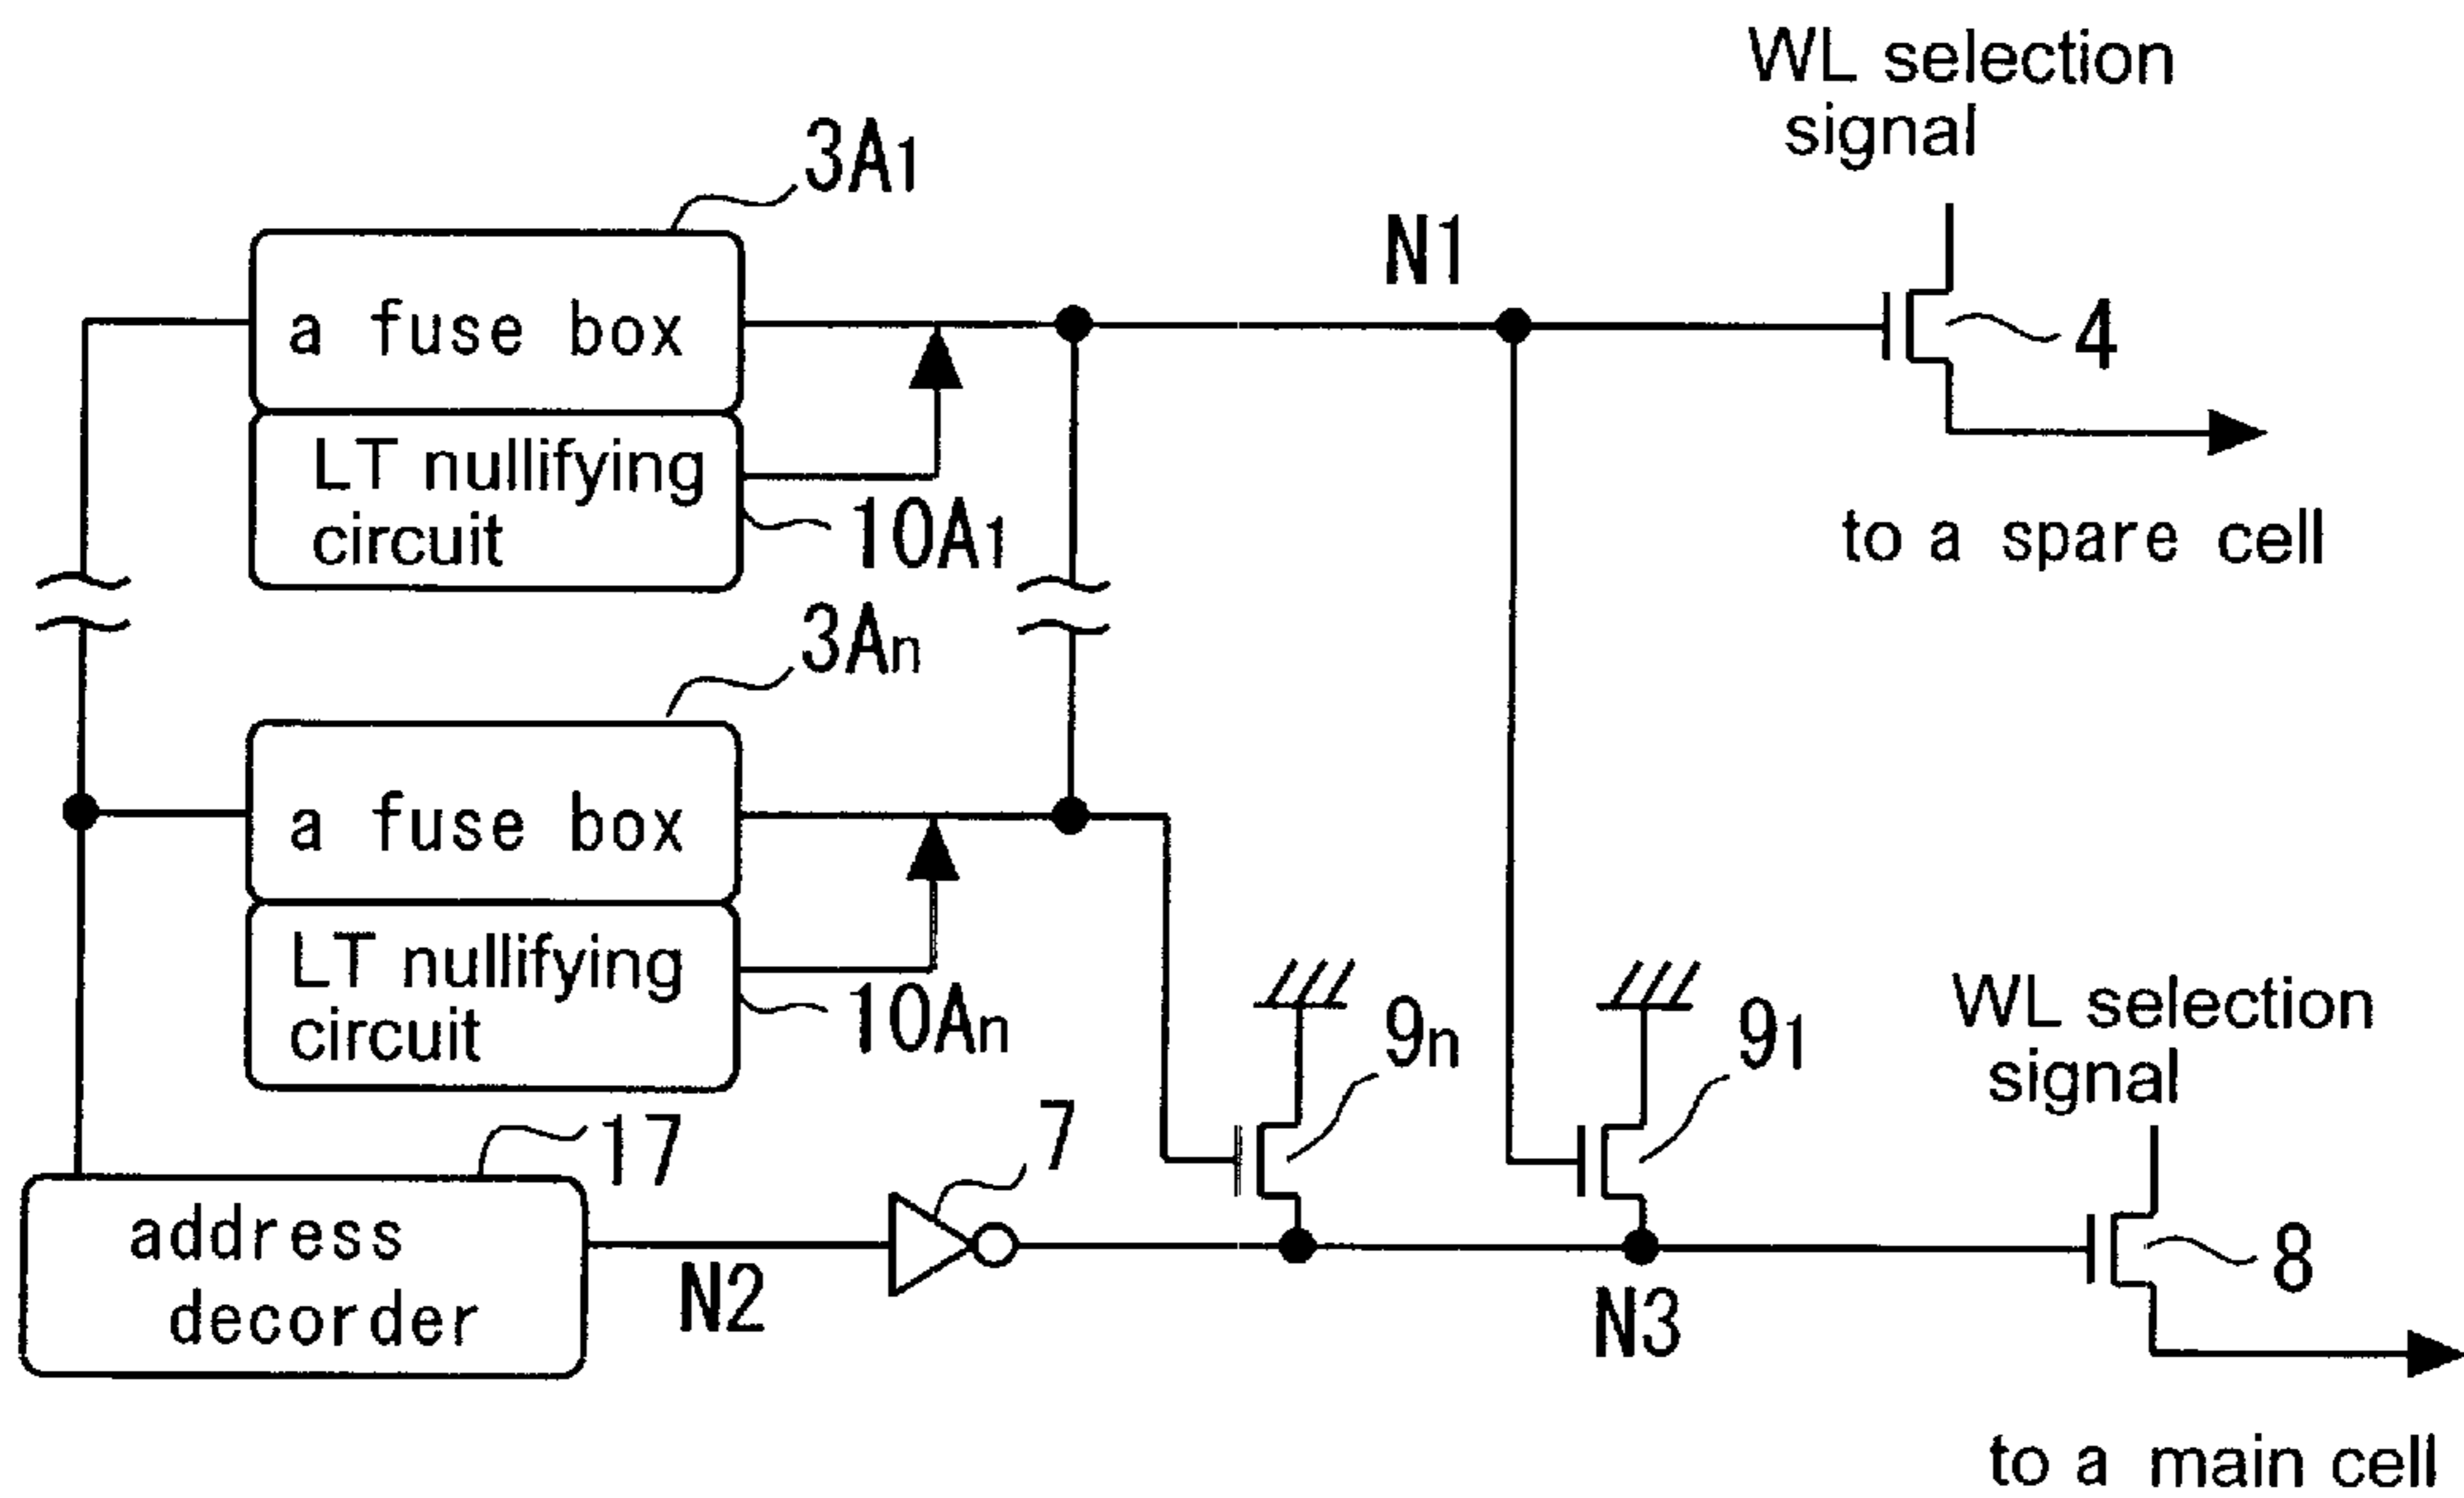 WL selection
signal
3A1
N1
a fuse box
4
LT nullifying
circuit
10A1
to a spare cell
3An
a fuse box
LT nullifying
circuit
10An
9n
91
WL selection
signal
17
7
address
decorder
N2
N3
8
to a main cell